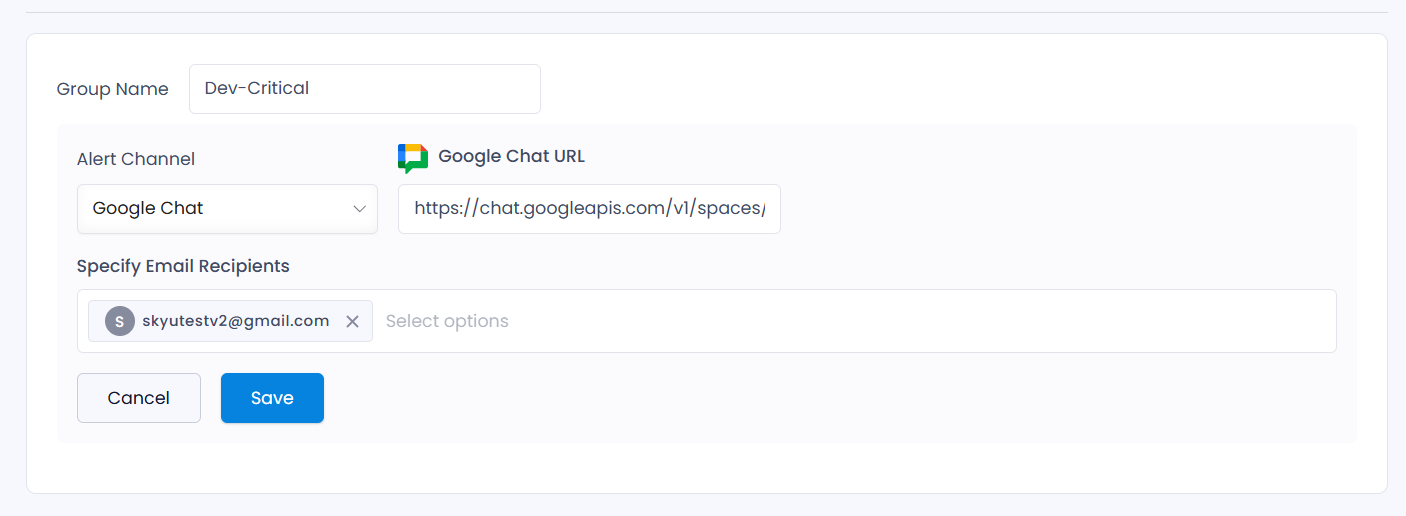 Group Name Dev-Critical
Alert Channel Google Chat URL
Google Chat https://chat.googleapis.com/v1/spaces/
Specify Email Recipients
S skyutestv2@gmail.com Select options
Cancel Save